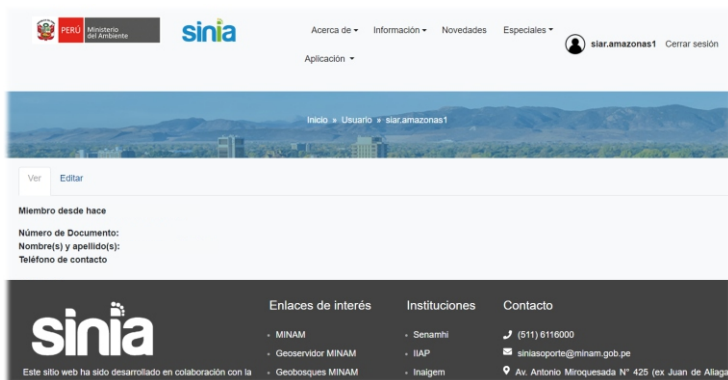 PERÚ Ministerio del Ambiente
sinia
Acerca de Información Novedades Especiales
Aplicación
siar.amazonas1 Cerrar sesión
Inicio » Usuario » siar.amazonas1
Ver Editar
Miembro desde hace
Número de Documento:
Nombre(s) y apellido(s):
Teléfono de contacto
sinia
Este sitio web ha sido desarrollado en colaboración con la
Enlaces de interés
MINAM
Geoservidor MINAM
Geobosques MINAM
Instituciones
Senamhi
IIAP
Inaigem
Contacto
(511) 6116000
siniasoporte@minam.gob.pe
Av. Antonio Miroquesada N° 425 (ex Juan de Aliaga